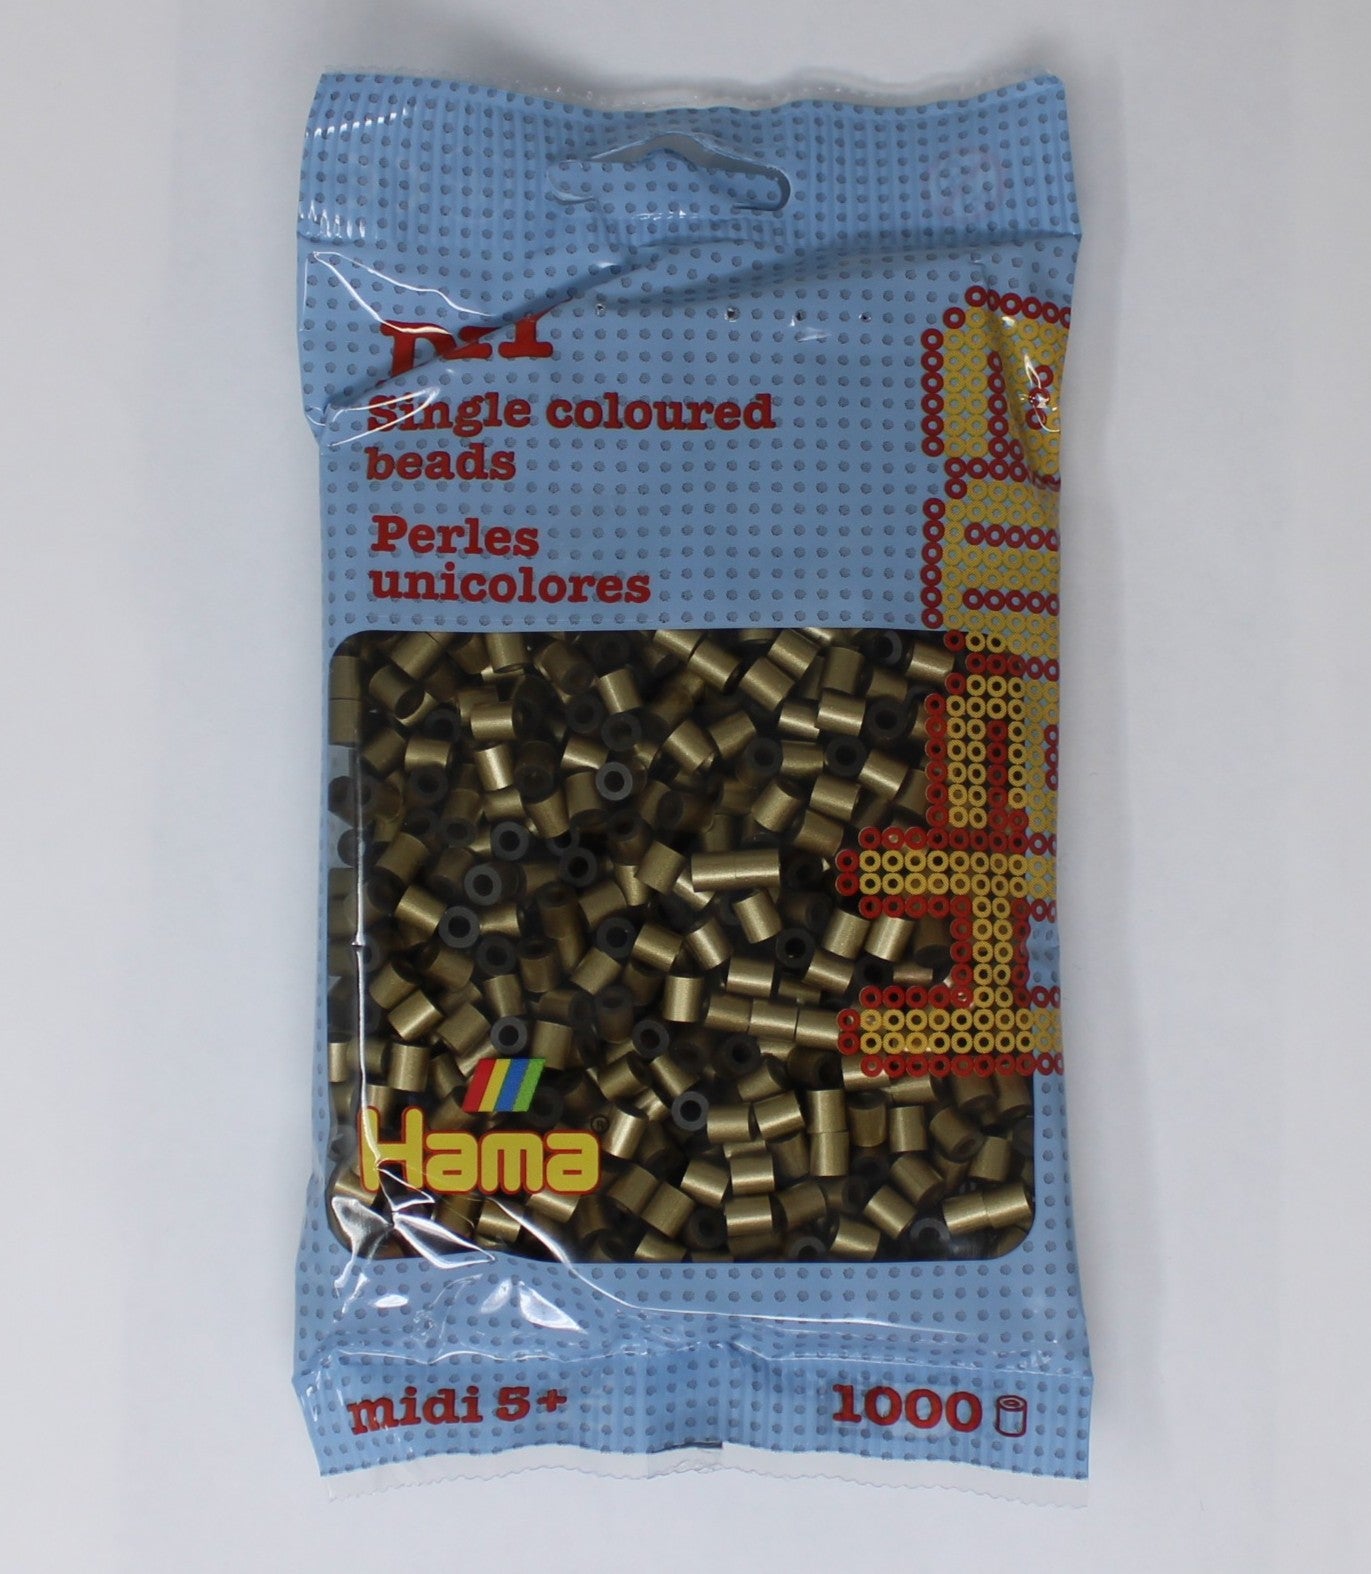 Single coloured
beads
Perles
unicolores
Hama®
midi 5+
1000